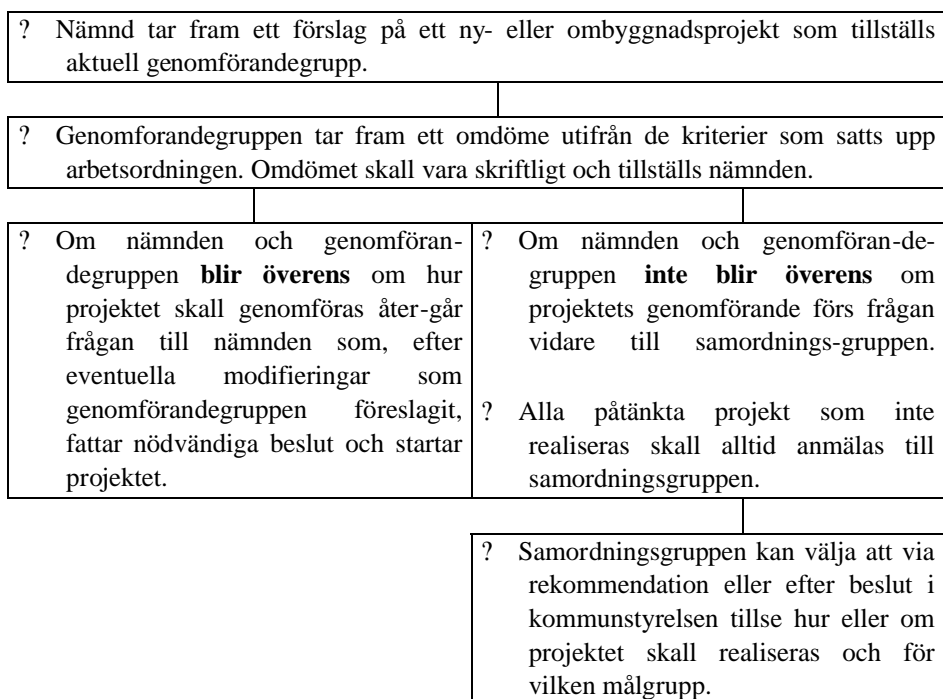 ? Nämnd tar fram ett förslag på ett ny- eller ombyggnadsprojekt som tillställs
aktuell genomförandegrupp.
? Genomforandegruppen tar fram ett omdöme utifrån de kriterier som satts upp
arbetsordningen. Omdömet skall vara skriftligt och tillställs nämnden.
? Om nämnden och genomföran-
degruppen blir överens om hur
projektet skall genomföras åter-går
frågan till nämnden som, efter
eventuella modifieringar som
genomförandegruppen föreslagit,
fattar nödvändiga beslut och startar
projektet.
? Om nämnden och genomföran-de-
gruppen inte blir överens om
projektets genomförande förs frågan
vidare till samordnings-gruppen.
? Alla påtänkta projekt som inte
realiseras skall alltid anmälas till
samordningsgruppen.
? Samordningsgruppen kan välja att via
rekommendation eller efter beslut i
kommunstyrelsen tillse hur eller om
projektet skall realiseras och för
vilken målgrupp.